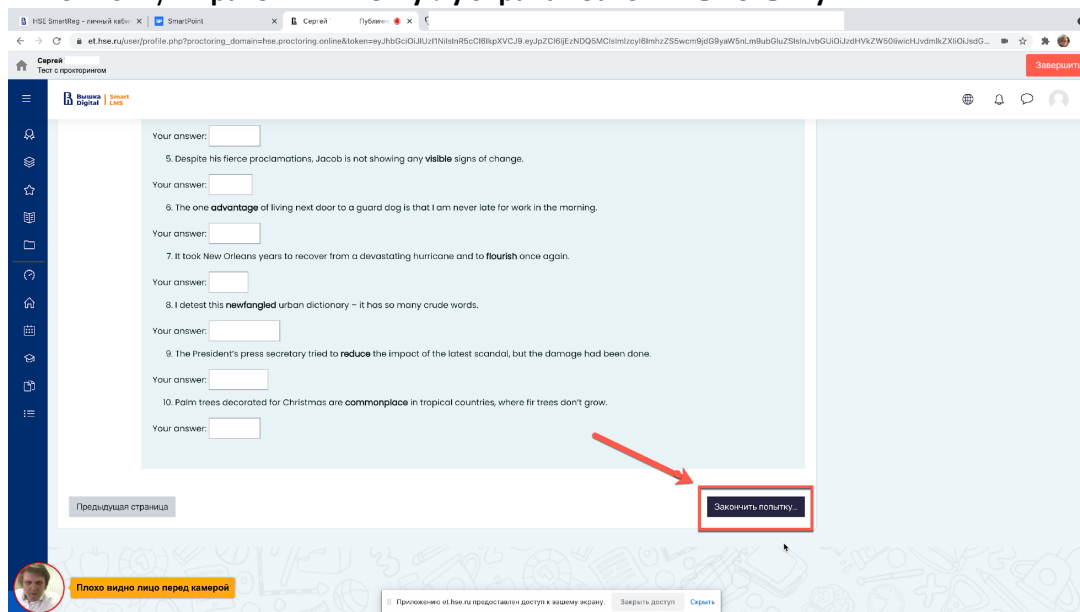 HSE SmartReg - личный кабин
SmartPoint
Сергей
Публичн
et.hse.ru/user/profile.php?proctoring_domain=hse.proctoring.online&token=
Сергей
Тест с прокторингом
Завершить
Вышка Digital | Smart LMS
Your answer:
5. Despite his fierce proclamations, Jacob is not showing any visible signs of change.
Your answer:
6. The one advantage of living next door to a guard dog is that I am never late for work in the morning.
Your answer:
7. It took New Orleans years to recover from a devastating hurricane and to flourish once again.
Your answer:
8. I detest this newfangled urban dictionary – it has so many crude words.
Your answer:
9. The President's press secretary tried to reduce the impact of the latest scandal, but the damage had been done.
Your answer:
10. Palm trees decorated for Christmas are commonplace in tropical countries, where fir trees don't grow.
Your answer:
Предыдущая страница
Закончить попытку...
Плохо видно лицо перед камерой
Приложению et.hse.ru предоставлен доступ к вашему экрану.
Закрыть доступ
Скрыть